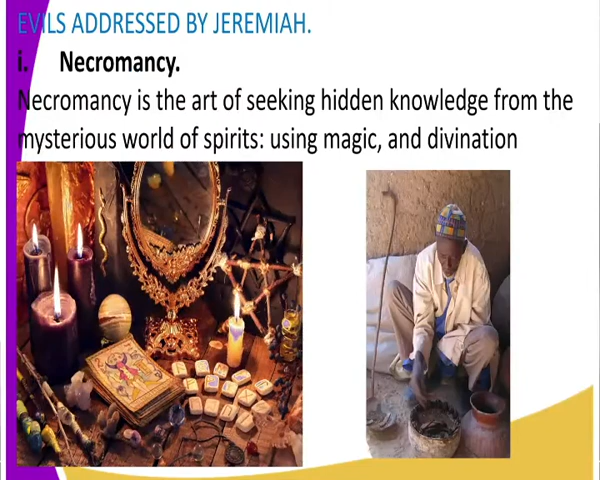 EVILS ADDRESSED BY JEREMIAH.
i. Necromancy.
Necromancy is the art of seeking hidden knowledge from the
mysterious world of spirits: using magic, and divination